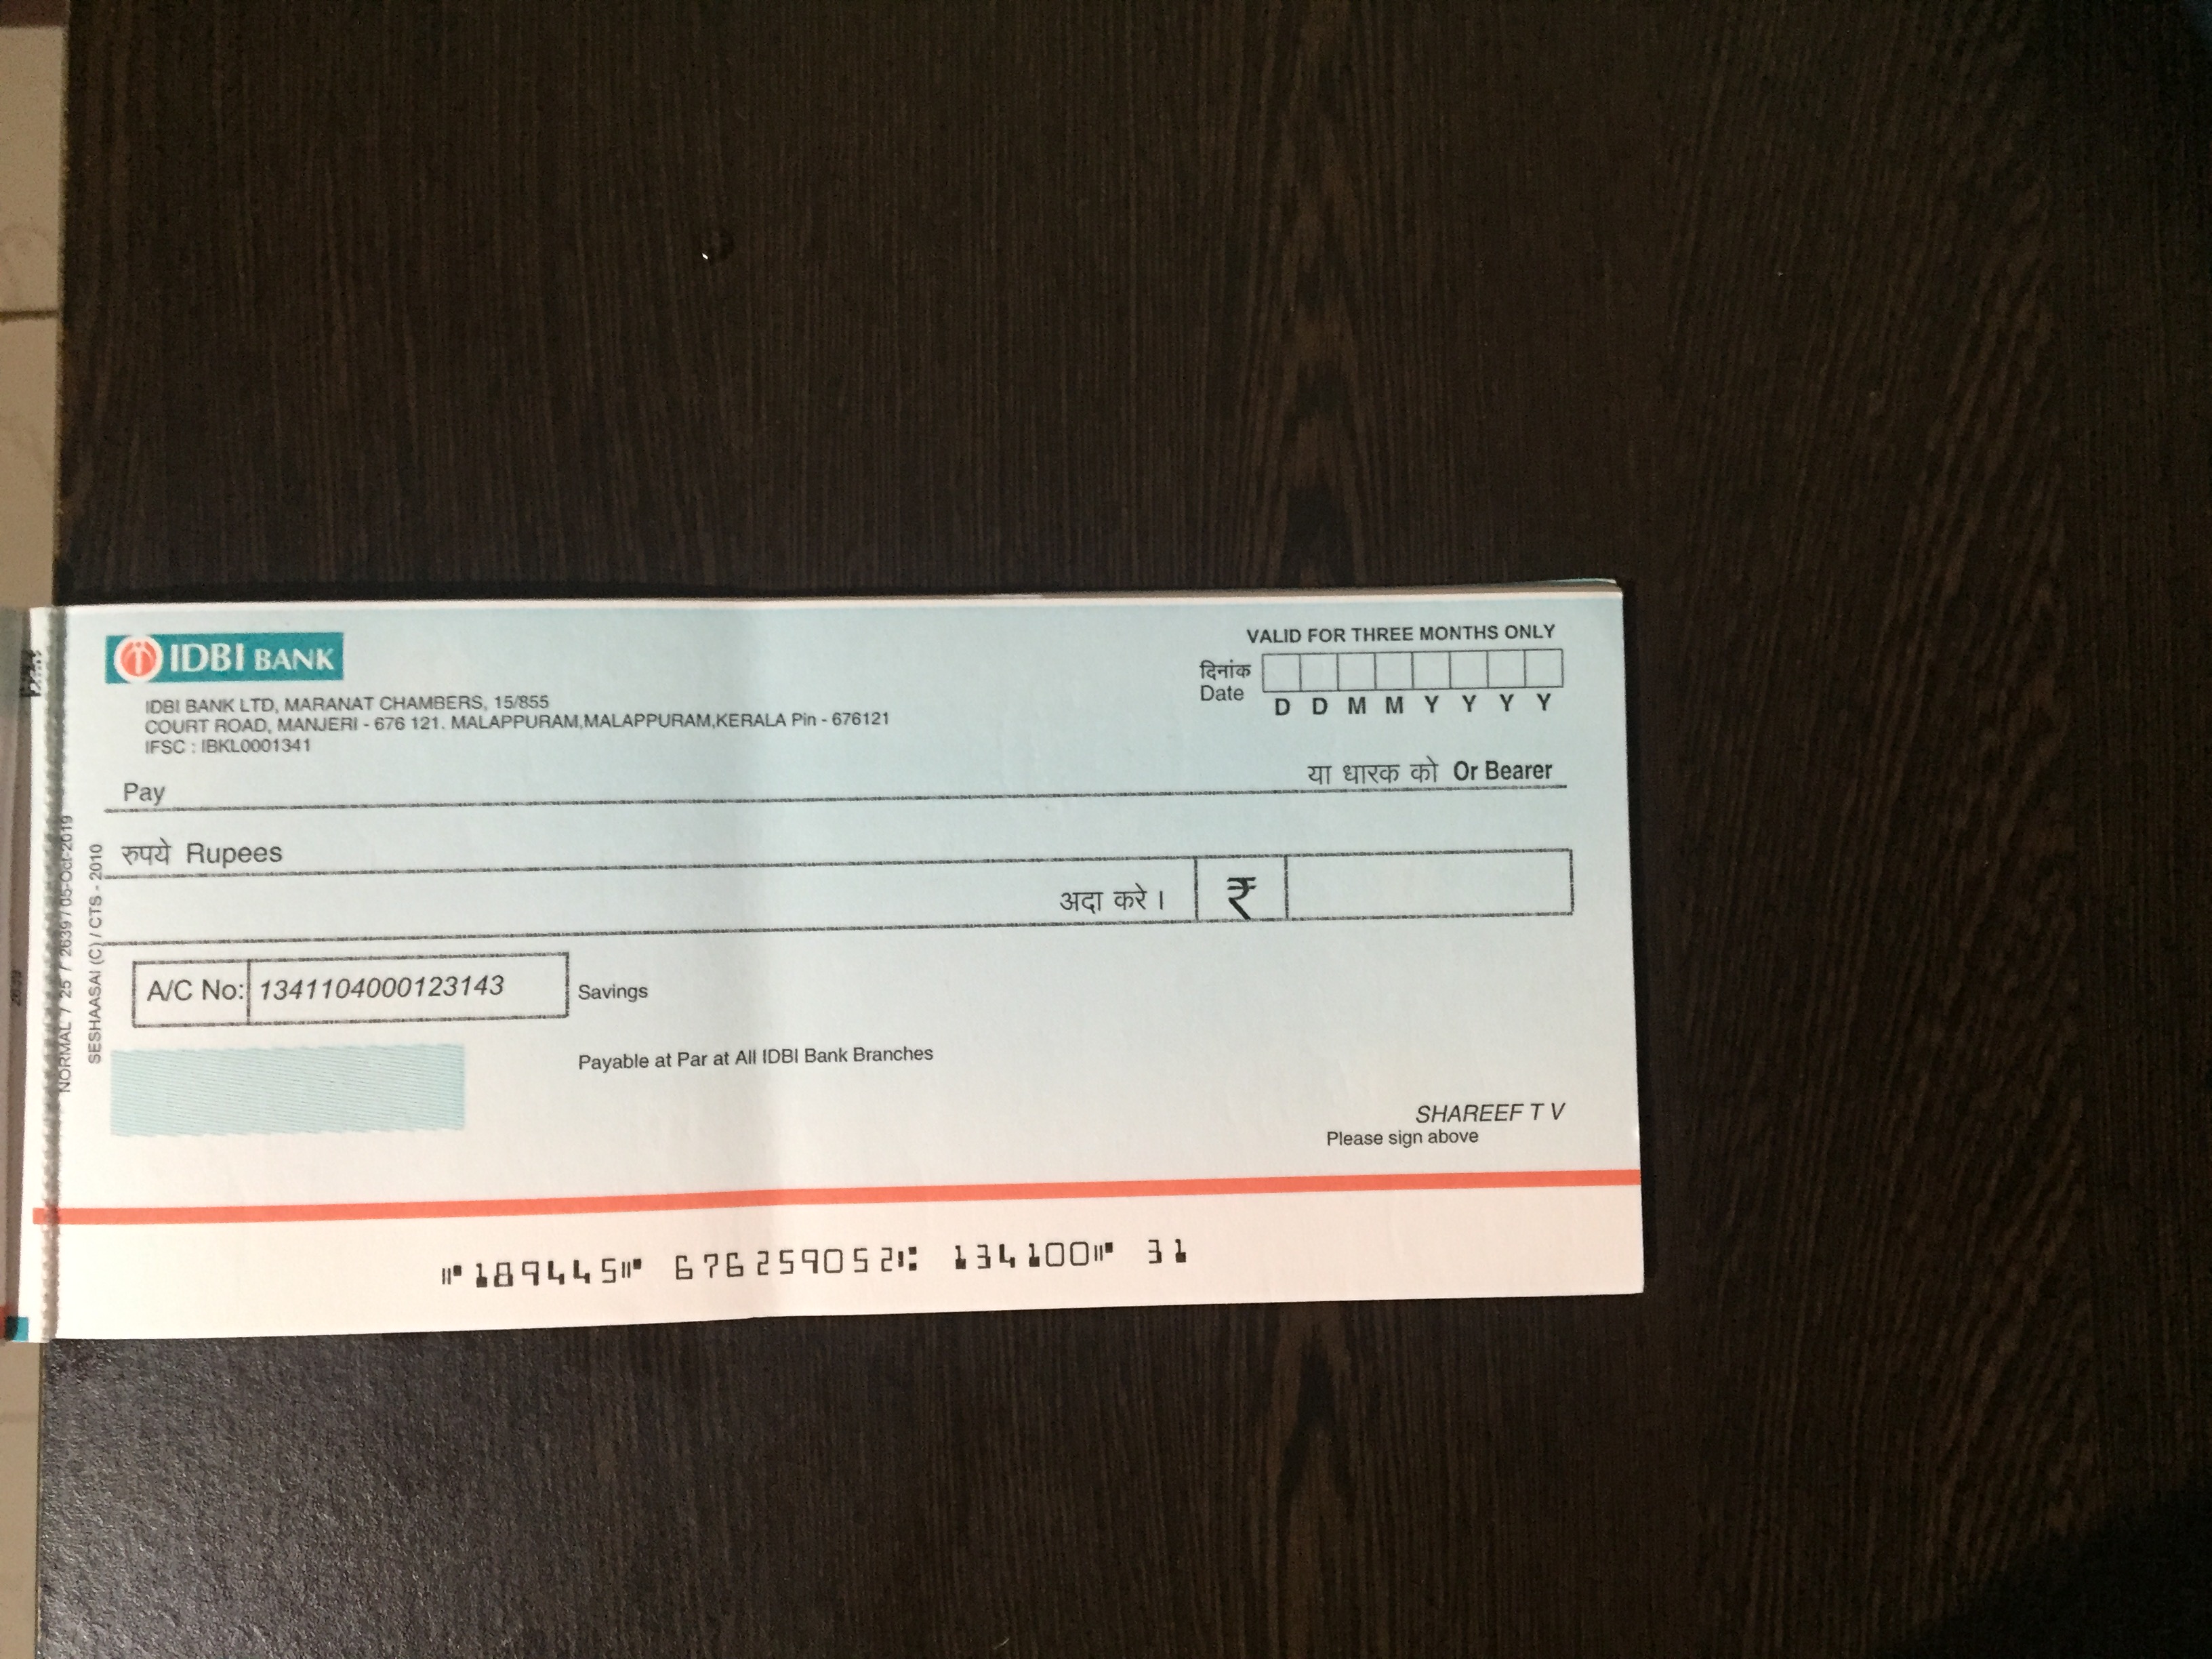 2639
NORMAL / 25 / 2639 / 05-Oct-2019
SESHAASAI (C) / CTS - 2010
IDBI BANK
IDBI BANK LTD, MARANAT CHAMBERS, 15/855
COURT ROAD, MANJERI - 676 121. MALAPPURAM,MALAPPURAM,KERALA Pin - 676121
IFSC : IBKL0001341
VALID FOR THREE MONTHS ONLY
दिनांक
Date
D D M M Y Y Y Y
Pay
या धारक को Or Bearer
रुपये Rupees
अदा करे। ₹
A/C No: 1341104000123143
Savings
Payable at Par at All IDBI Bank Branches
SHAREEF T V
Please sign above
⑈189445⑈ 676259052⑆ 134100⑈ 31